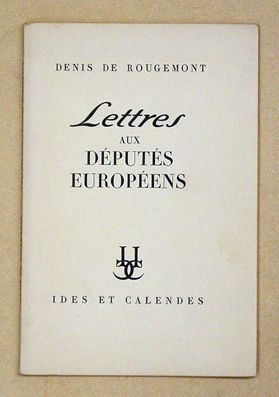 DENIS DE ROUGEMONT
Lettres
AUX
DÉPUTÉS
EUROPÉENS
IDES ET CALENDES